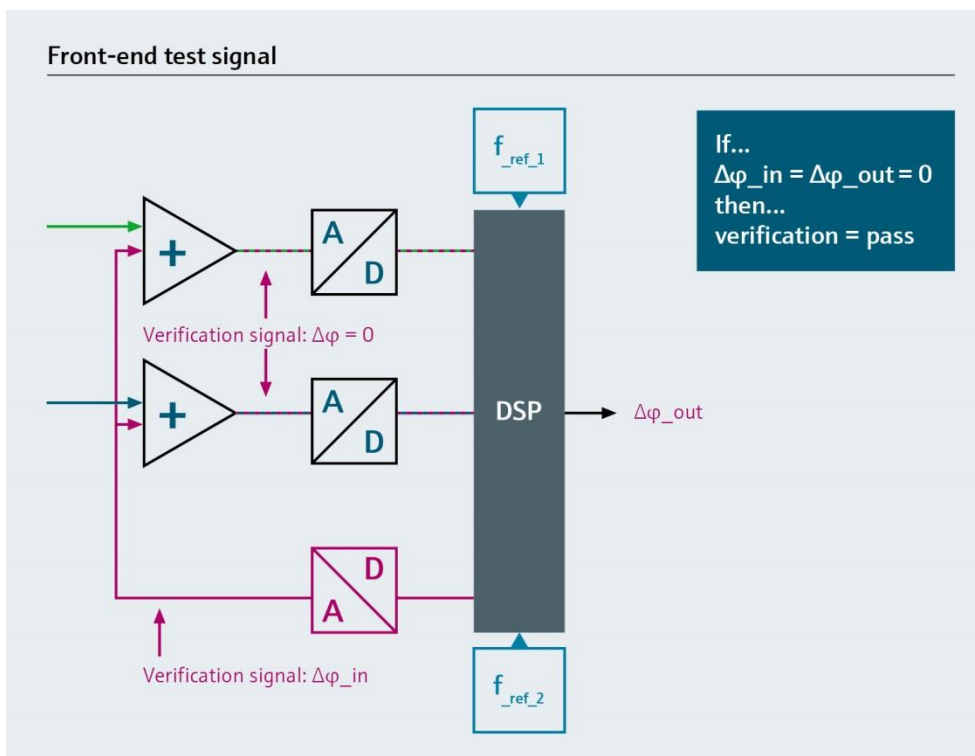 Front-end test signal
f_ref_1
If...
Δφ_in = Δφ_out = 0
then...
verification = pass
+
A
D
Verification signal: Δφ = 0
+
A
D
DSP
Δφ_out
D
A
Verification signal: Δφ_in
f_ref_2